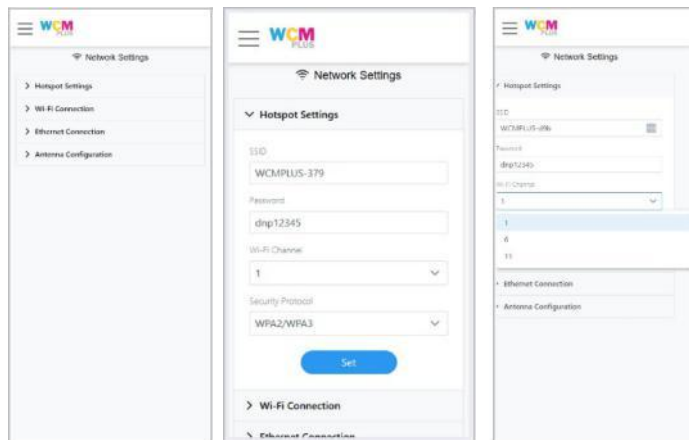 WCM
PLUS
Network Settings
Hotspot Settings
Wi-Fi Connection
Ethernet Connection
Antenna Configuration
WCM
PLUS
Network Settings
Hotspot Settings
SSID
WCMPLUS-379
Password
dnp12345
Wi-Fi Channel
1
Security Protocol
WPA2/WPA3
Set
Wi-Fi Connection
Ethernet Connection
WCM
PLUS
Network Settings
Hotspot Settings
SSID
Password
dnp12345
Wi-Fi Channel
1
1
6
11
Ethernet Connection
Antenna Configuration